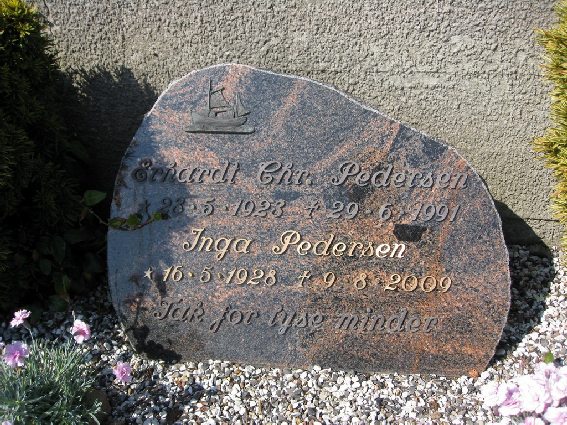 Erhardt Chr. Pedersen
* 23·5·1923 + 29·6·1991
Inga Pedersen
* 16·5·1928 + 9·8·2009
Tak for lyse minder